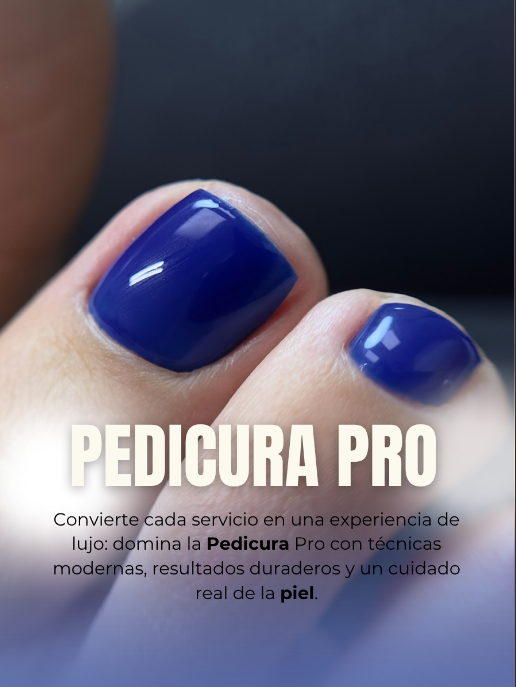 PEDICURA PRO
Convierte cada servicio en una experiencia de
lujo: domina la Pedicura Pro con técnicas
modernas, resultados duraderos y un cuidado
real de la piel.